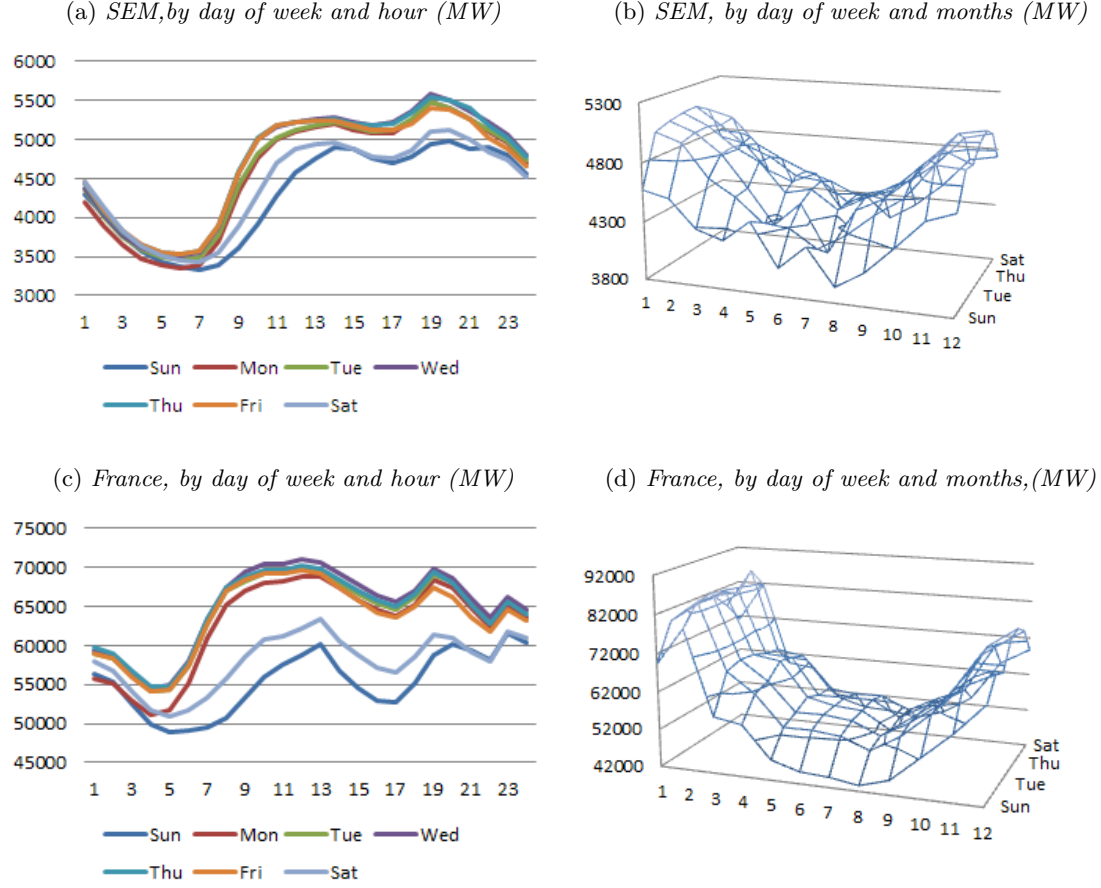 (a) SEM,by day of week and hour (MW)
6000
5500
5000
4500
4000
3500
3000
1 3 5 7 9 11 13 15 17 19 21 23
Sun Mon Tue Wed
Thu Fri Sat
(b) SEM, by day of week and months (MW)
5300
4800
4300
3800
1 2 3 4 5 6 7 8 9 10 11 12
Sat
Thu
Tue
Sun
(c) France, by day of week and hour (MW)
75000
70000
65000
60000
55000
50000
45000
1 3 5 7 9 11 13 15 17 19 21 23
Sun Mon Tue Wed
Thu Fri Sat
(d) France, by day of week and months,(MW)
92000
82000
72000
62000
52000
42000
1 2 3 4 5 6 7 8 9 10 11 12
Sat
Thu
Tue
Sun